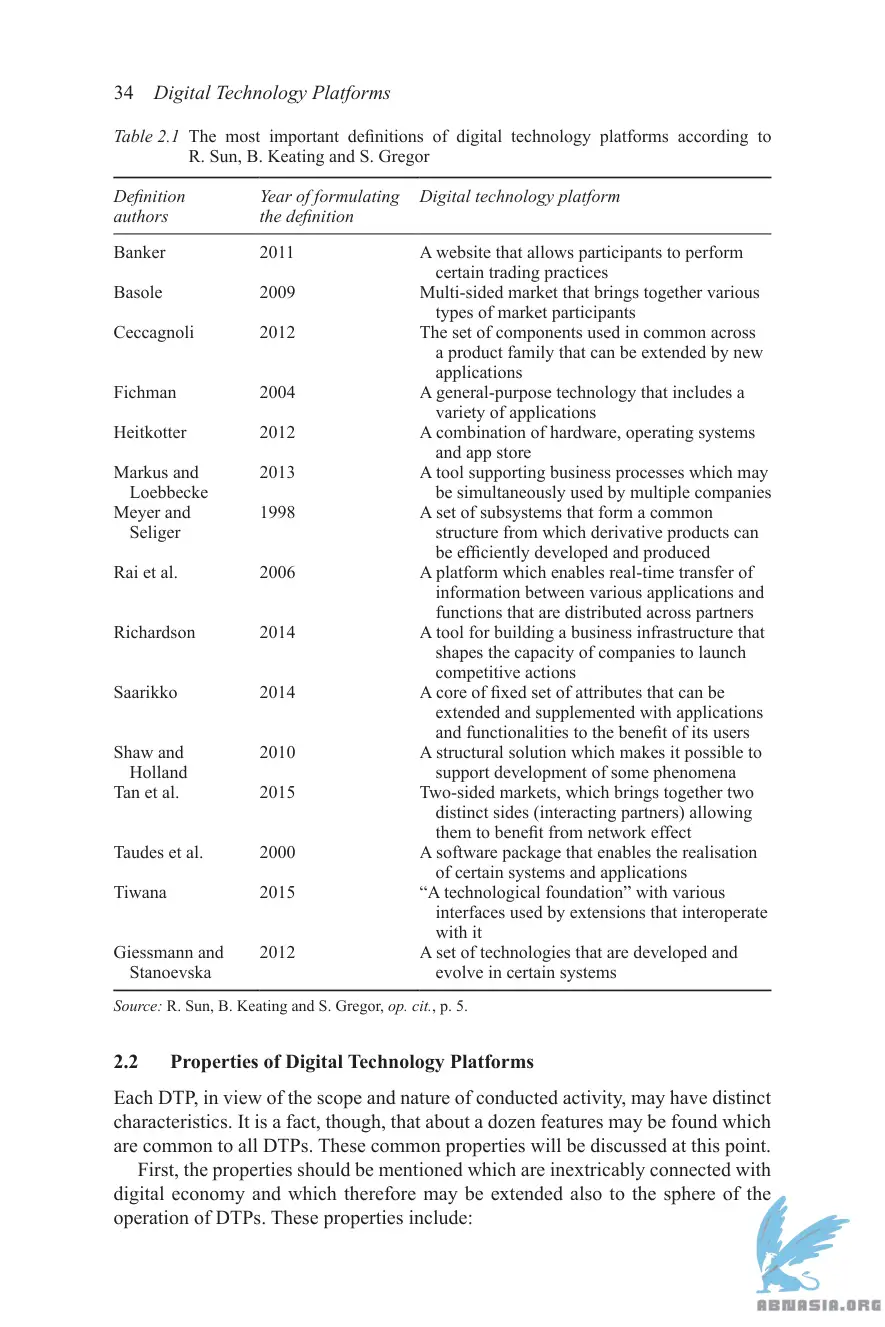 34 Digital Technology Platforms
Table 2.1 The most important definitions of digital technology platforms according to
R. Sun, B. Keating and S. Gregor
Definition Year of formulating Digital technology platform
authors the definition
Banker 2011 A website that allows participants to perform
certain trading practices
Basole 2009 Multi-sided market that brings together various
types of market participants
Ceccagnoli 2012 The set of components used in common across
a product family that can be extended by new
applications
Fichman 2004 A general-purpose technology that includes a
variety of applications
Heitkotter 2012 A combination of hardware, operating systems
and app store
Markus and 2013 A tool supporting business processes which may
Loebbecke be simultaneously used by multiple companies
Meyer and 1998 A set of subsystems that form a common
Seliger structure from which derivative products can
be efficiently developed and produced
Rai et al. 2006 A platform which enables real-time transfer of
information between various applications and
functions that are distributed across partners
Richardson 2014 A tool for building a business infrastructure that
shapes the capacity of companies to launch
competitive actions
Saarikko 2014 A core of fixed set of attributes that can be
extended and supplemented with applications
and functionalities to the benefit of its users
Shaw and 2010 A structural solution which makes it possible to
Holland support development of some phenomena
Tan et al. 2015 Two-sided markets, which brings together two
distinct sides (interacting partners) allowing
them to benefit from network effect
Taudes et al. 2000 A software package that enables the realisation
of certain systems and applications
Tiwana 2015 “A technological foundation” with various
interfaces used by extensions that interoperate
with it
Giessmann and 2012 A set of technologies that are developed and
Stanoevska evolve in certain systems
Source: R. Sun, B. Keating and S. Gregor, op. cit., p. 5.
2.2 Properties of Digital Technology Platforms
Each DTP, in view of the scope and nature of conducted activity, may have distinct
characteristics. It is a fact, though, that about a dozen features may be found which
are common to all DTPs. These common properties will be discussed at this point.
First, the properties should be mentioned which are inextricably connected with
digital economy and which therefore may be extended also to the sphere of the
operation of DTPs. These properties include:
ABNASIA.ORG